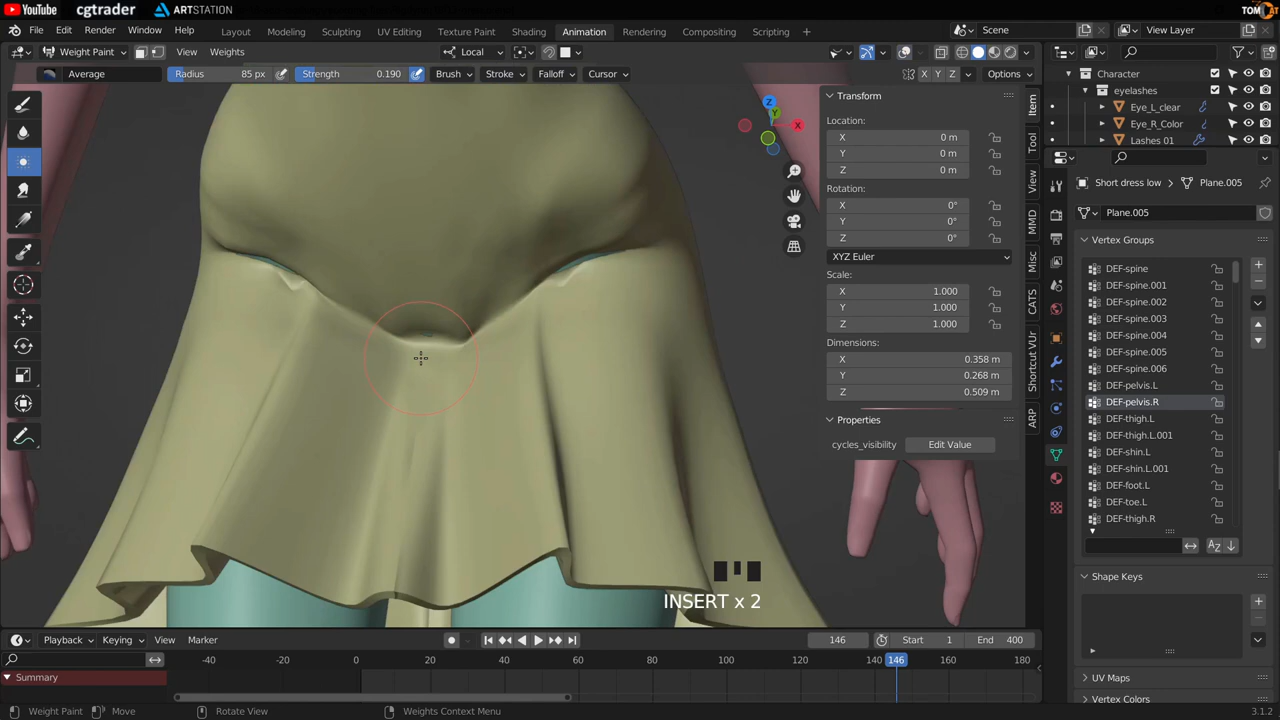 YouTube cgtrader ARTSTATION TOMCAT
File Edit Render Window Help Layout Modeling Sculpting UV Editing Texture Paint Shading Animation Rendering Compositing Scripting + Scene View Layer
Weight Paint View Weights Local
Average Radius 85 px Strength 0.190 Brush Stroke Falloff Cursor X Y Z Options
Character
eyelashes
Eye_L_clear
Eye_R_Color
Lashes 01
Z
Y
X
Transform
Location:
X 0 m
Y 0 m
Z 0 m
Rotation:
X 0°
Y 0°
Z 0°
XYZ Euler
Scale:
X 1.000
Y 1.000
Z 1.000
Dimensions:
X 0.358 m
Y 0.268 m
Z 0.509 m
Properties
cycles_visibility Edit Value
Item
Tool
View
MMD
Misc
CATS
Shortcut VUr
ARP
Short dress low Plane.005
Plane.005
Vertex Groups
DEF-spine
DEF-spine.001
DEF-spine.002
DEF-spine.003
DEF-spine.004
DEF-spine.005
DEF-spine.006
DEF-pelvis.L
DEF-pelvis.R
DEF-thigh.L
DEF-thigh.L.001
DEF-shin.L
DEF-shin.L.001
DEF-foot.L
DEF-toe.L
DEF-thigh.R
Shape Keys
UV Maps
Vertex Colors
INSERT x 2
Playback Keying View Marker 146 Start 1 End 400
-40 -20 0 20 40 60 80 100 120 140 146 160 180
Summary
Weight Paint Move Rotate View Weights Context Menu 3.1.2